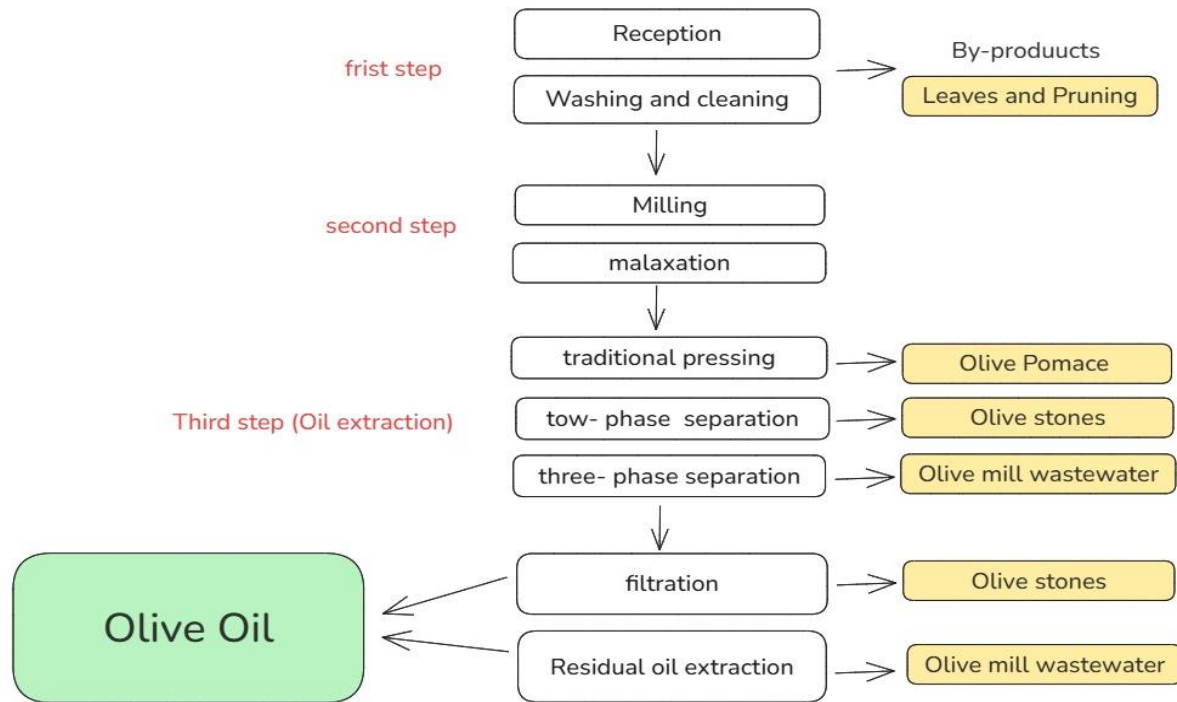 Reception
frist step
By-produucts
Washing and cleaning
Leaves and Pruning
Milling
second step
malaxation
traditional pressing
Olive Pomace
Third step (Oil extraction)
tow- phase separation
Olive stones
three- phase separation
Olive mill wastewater
filtration
Olive stones
Olive Oil
Residual oil extraction
Olive mill wastewater